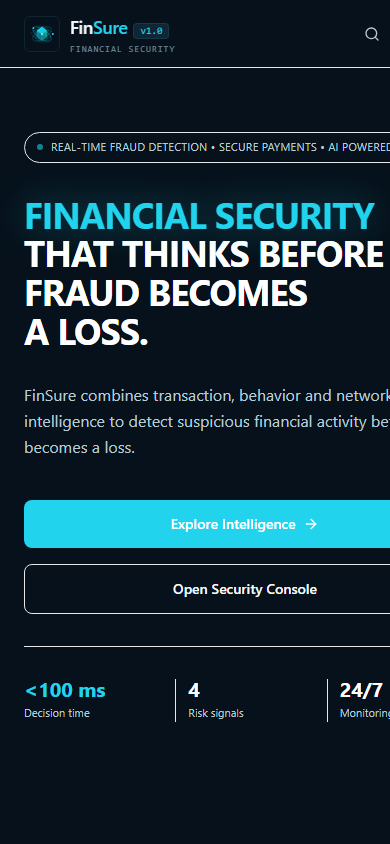 FinSure v1.0
FINANCIAL SECURITY
REAL-TIME FRAUD DETECTION • SECURE PAYMENTS • AI POWERED
FINANCIAL SECURITY
THAT THINKS BEFORE
FRAUD BECOMES
A LOSS.
FinSure combines transaction, behavior and network
intelligence to detect suspicious financial activity
becomes a loss.
Explore Intelligence →
Open Security Console
<100 ms
Decision time
4
Risk signals
24/7
Monitoring